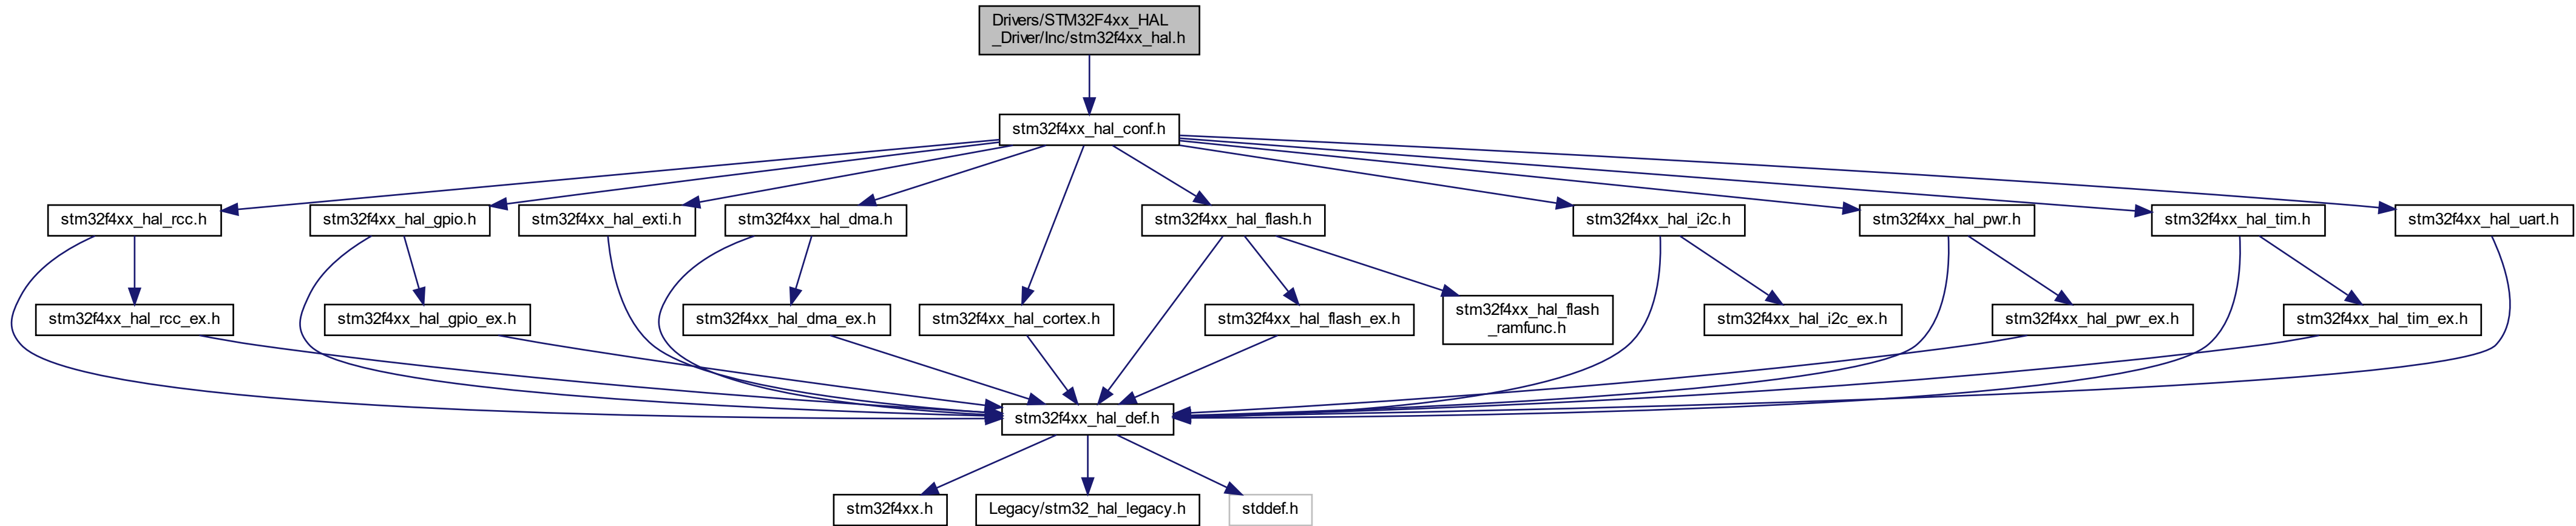 Drivers/STM32F4xx_HAL
_Driver/Inc/stm32f4xx_hal.h
stm32f4xx_hal_conf.h
stm32f4xx_hal_rcc.h
stm32f4xx_hal_gpio.h
stm32f4xx_hal_exti.h
stm32f4xx_hal_dma.h
stm32f4xx_hal_flash.h
stm32f4xx_hal_i2c.h
stm32f4xx_hal_pwr.h
stm32f4xx_hal_tim.h
stm32f4xx_hal_uart.h
stm32f4xx_hal_rcc_ex.h
stm32f4xx_hal_gpio_ex.h
stm32f4xx_hal_dma_ex.h
stm32f4xx_hal_cortex.h
stm32f4xx_hal_flash_ex.h
stm32f4xx_hal_flash
_ramfunc.h
stm32f4xx_hal_i2c_ex.h
stm32f4xx_hal_pwr_ex.h
stm32f4xx_hal_tim_ex.h
stm32f4xx_hal_def.h
stm32f4xx.h
Legacy/stm32_hal_legacy.h
stddef.h